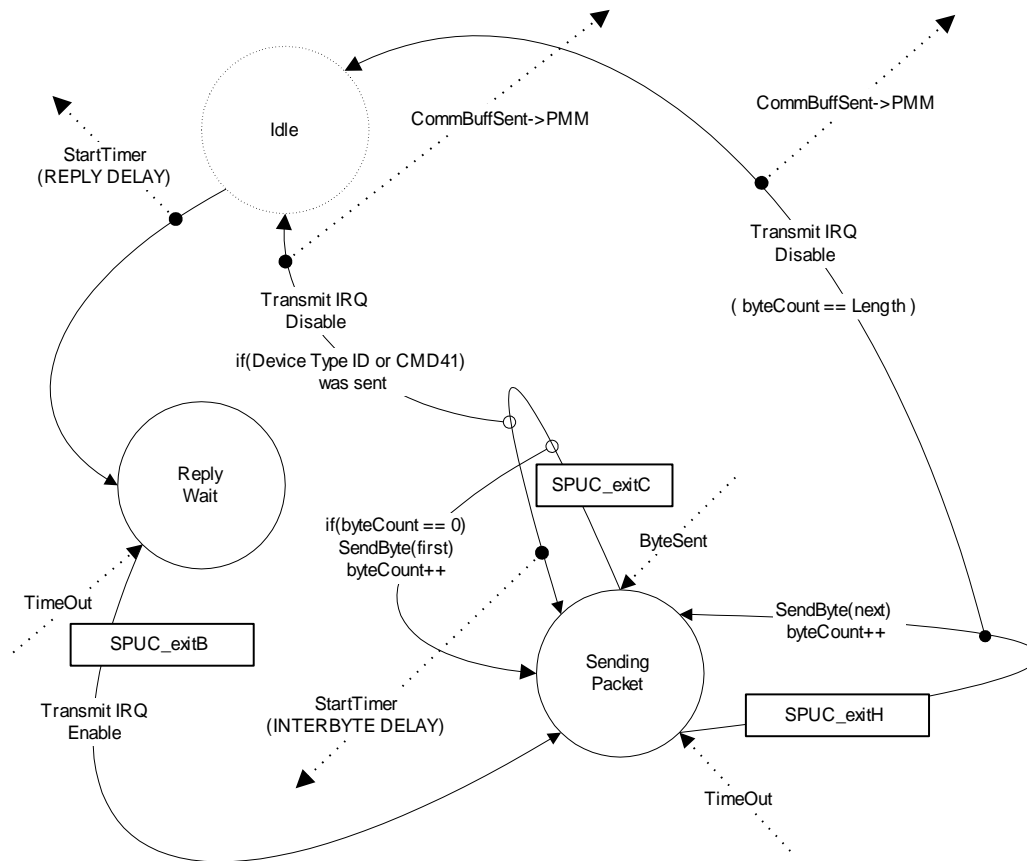 Idle
CommBuffSent->PMM
CommBuffSent->PMM
StartTimer
(REPLY DELAY)
Transmit IRQ
Disable
( byteCount == Length )
Transmit IRQ
Disable
if(Device Type ID or CMD41)
was sent
Reply
Wait
SPUC_exitC
if(byteCount == 0)
SendByte(first)
byteCount++
ByteSent
TimeOut
SPUC_exitB
SendByte(next)
byteCount++
Sending
Packet
Transmit IRQ
Enable
StartTimer
(INTERBYTE DELAY)
SPUC_exitH
TimeOut